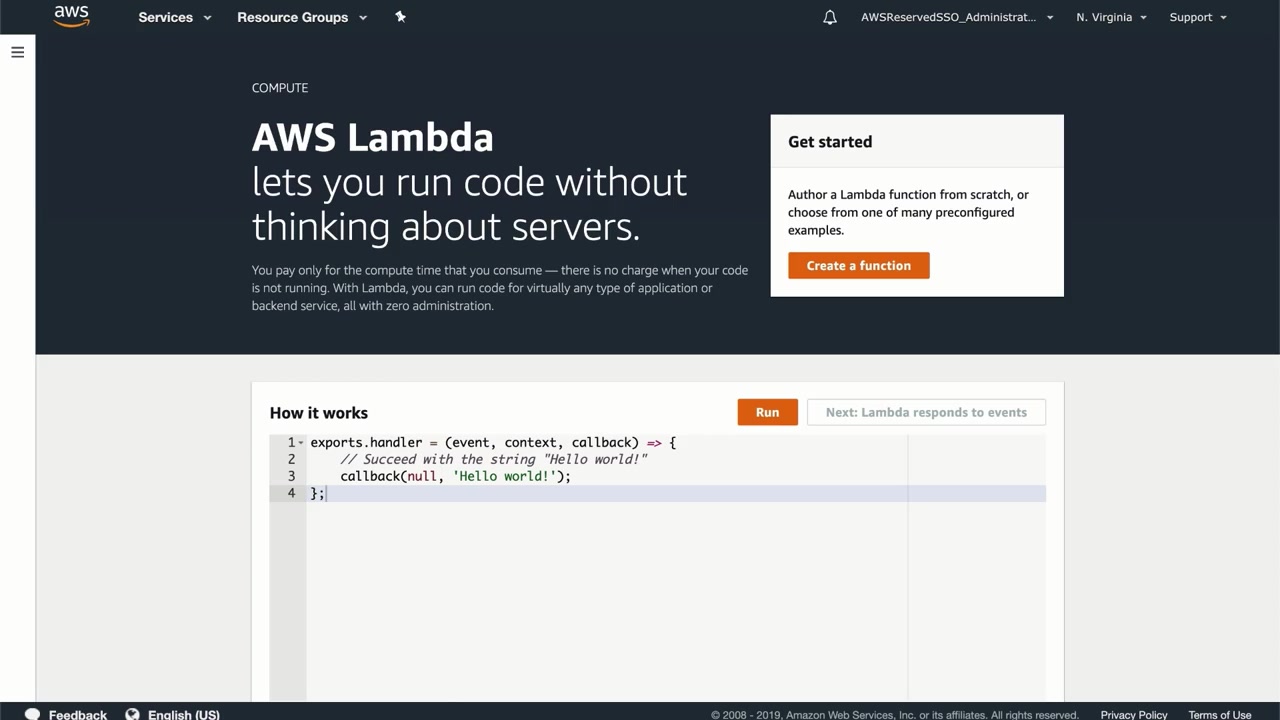 aws
Services
Resource Groups
AWSReservedSSO_Administrat...
N. Virginia
Support
COMPUTE
AWS Lambda
lets you run code without
thinking about servers.
You pay only for the compute time that you consume — there is no charge when your code
is not running. With Lambda, you can run code for virtually any type of application or
backend service, all with zero administration.
Get started
Author a Lambda function from scratch, or
choose from one of many preconfigured
examples.
Create a function
How it works
Run
Next: Lambda responds to events
1 exports.handler = (event, context, callback) => {
2 // Succeed with the string "Hello world!"
3 callback(null, 'Hello world!');
4 };
Feedback
English (US)
© 2008 - 2019, Amazon Web Services, Inc. or its affiliates. All rights reserved.
Privacy Policy
Terms of Use